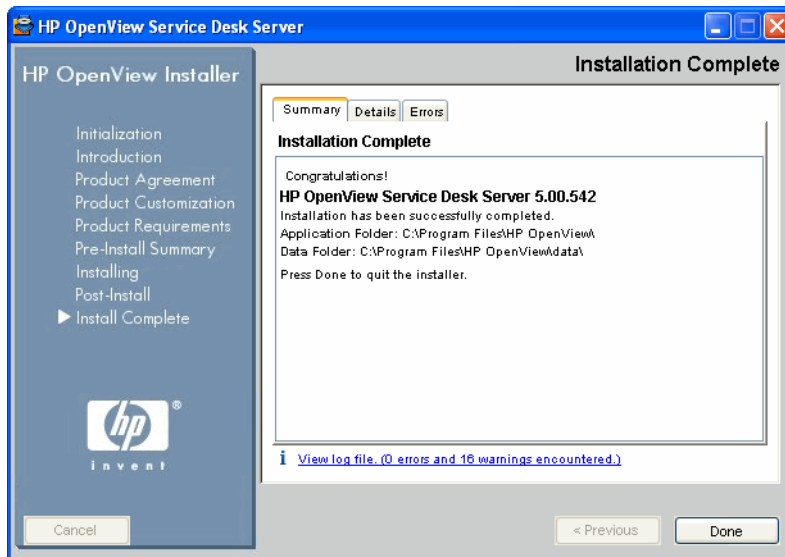 HP OpenView Service Desk Server
HP OpenView Installer
Installation Complete
Initialization
Introduction
Product Agreement
Product Customization
Product Requirements
Pre-Install Summary
Installing
Post-Install
Install Complete
hp
®
invent
Summary
Details
Errors
Installation Complete
Congratulations!
HP OpenView Service Desk Server 5.00.542
Installation has been successfully completed.
Application Folder: C:\Program Files\HP OpenView\
Data Folder: C:\Program Files\HP OpenView\data\
Press Done to quit the installer.
i View log file. (0 errors and 16 warnings encountered.)
Cancel
< Previous
Done